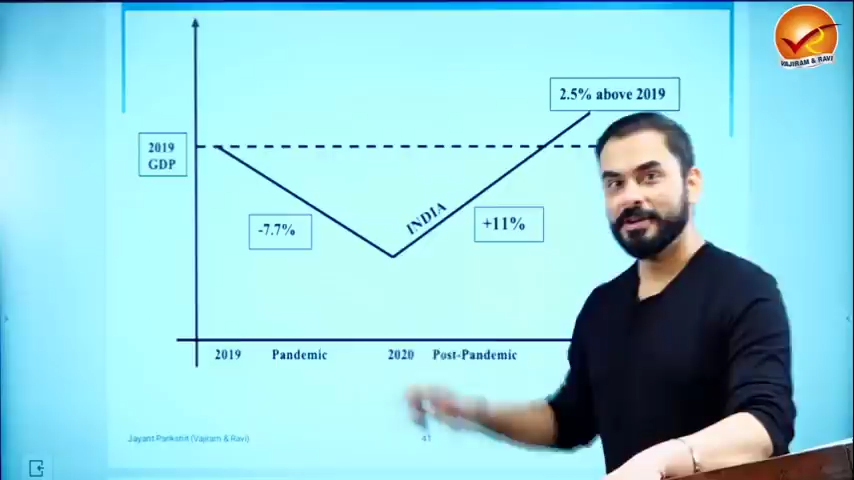 VAJIRAM & RAVI
2.5% above 2019
2019
GDP
INDIA
-7.7%
+11%
2019 Pandemic 2020 Post-Pandemic
Jayant Parikshit (Vajiram & Ravi)
41